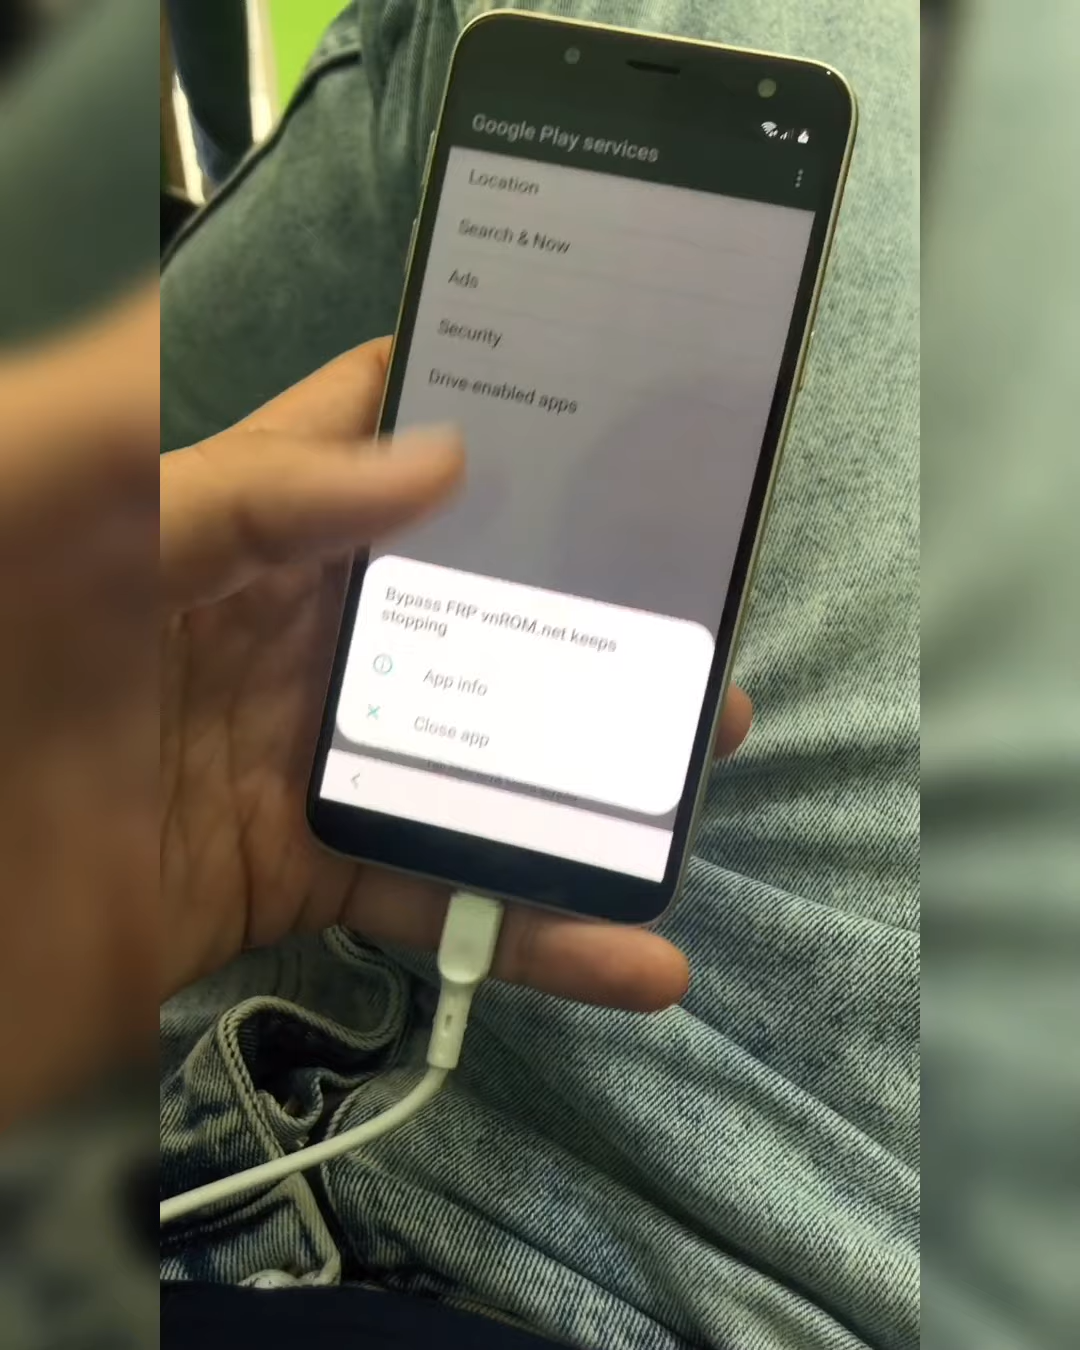 Google Play services
Location
Search & Now
Ads
Security
Drive enabled apps
Bypass FRP vnROM.net keeps
stopping
App info
Close app